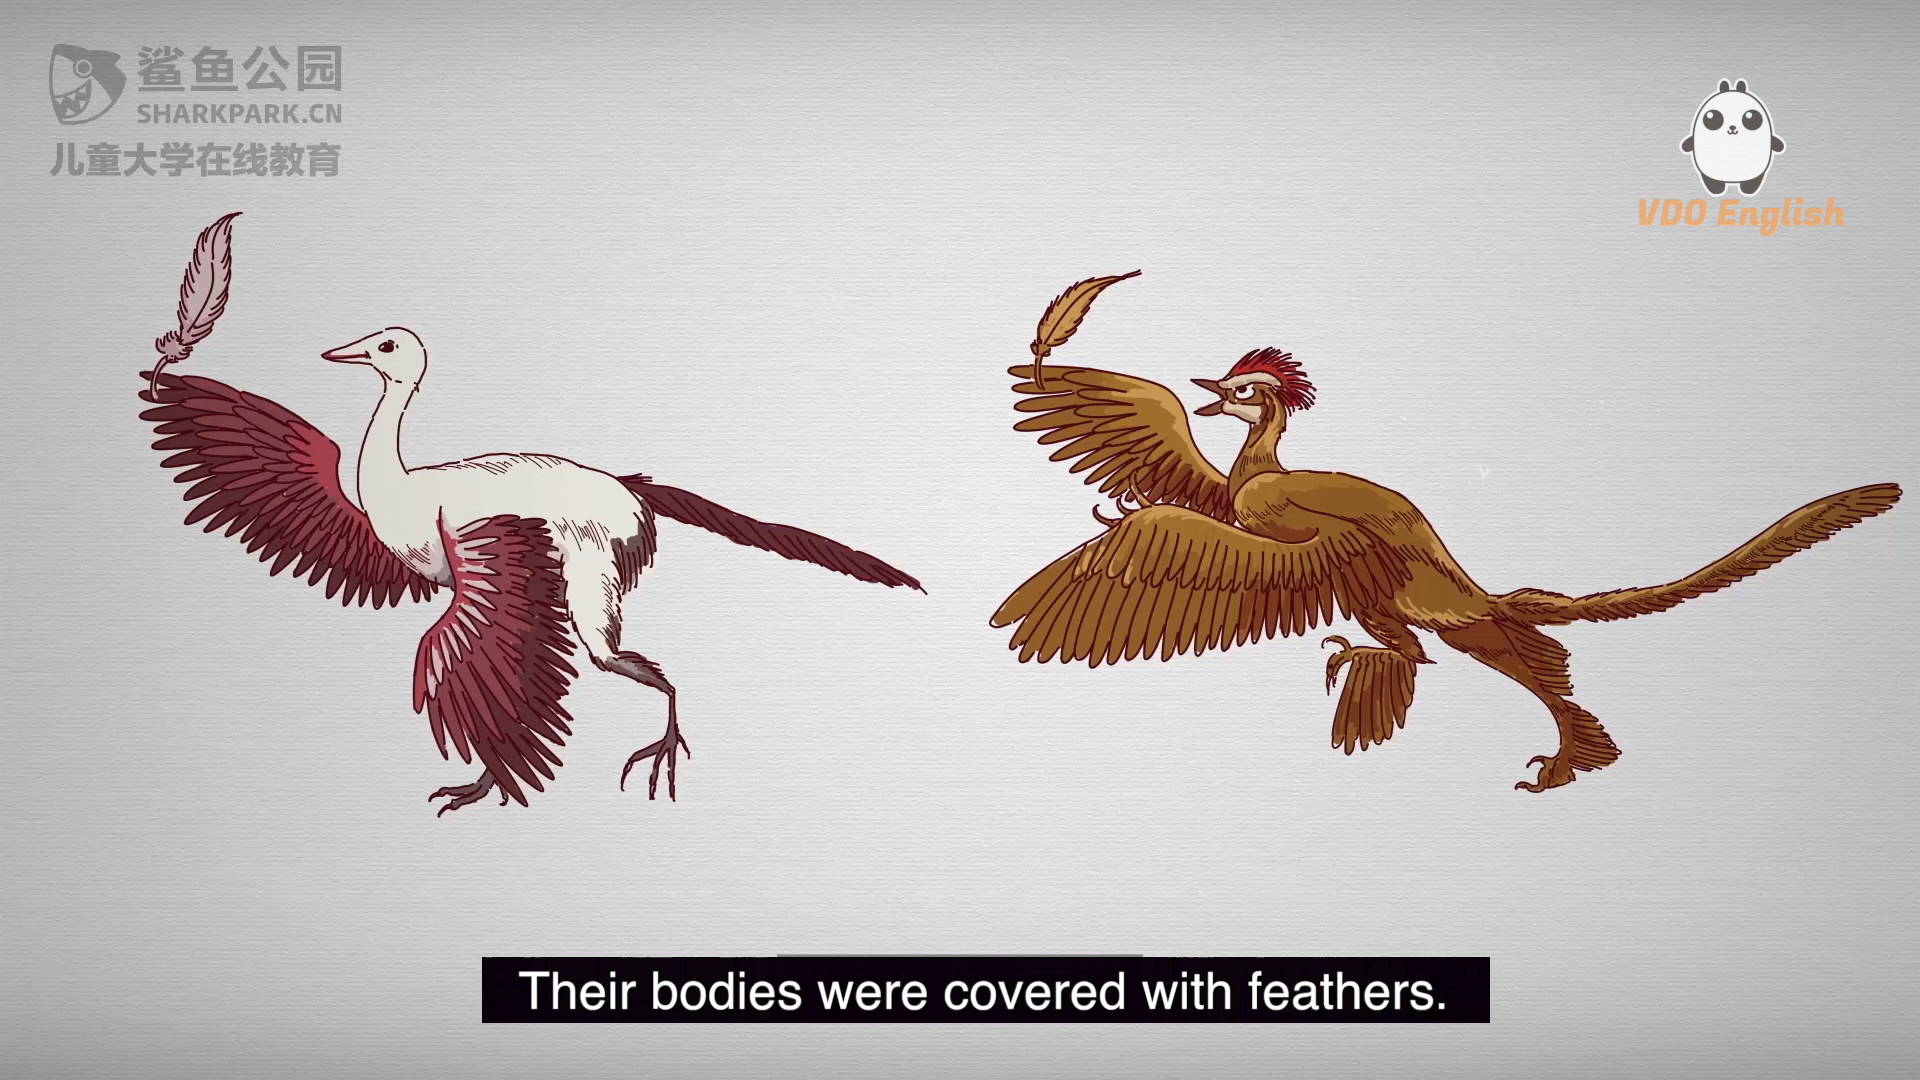 鲨鱼公园
SHARKPARK.CN
儿童大学在线教育
VDO English
Their bodies were covered with feathers.